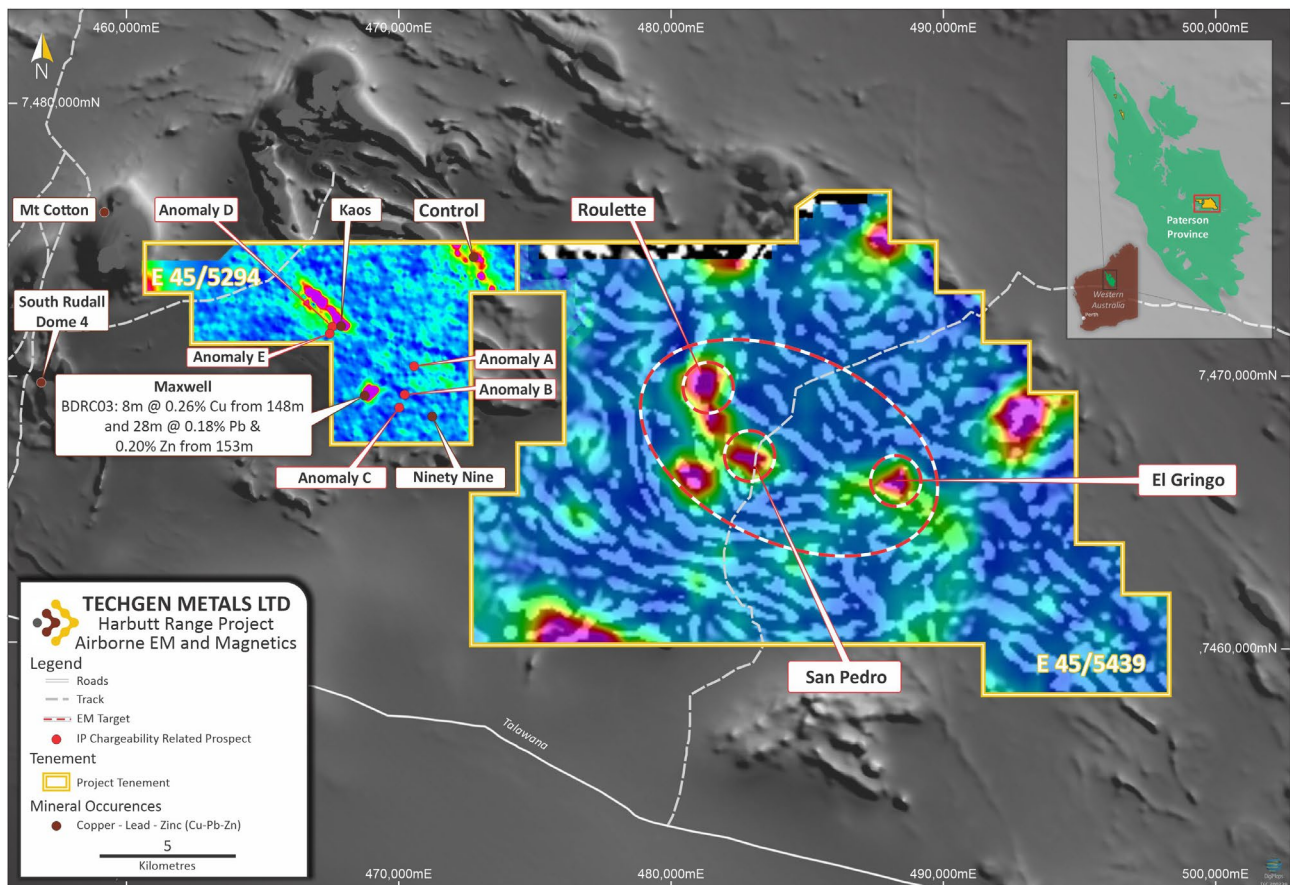 460,000mE
470,000mE
480,000mE
490,000mE
500,000mE
N
7,480,000mN
Mt Cotton
Anomaly D
Kaos
Control
Roulette
Paterson
Province
Western
Australia
Perth
E 45/5294
South Rudall
Dome 4
Anomaly E
Anomaly A
7,470,000mN
Maxwell
BDRC03: 8m @ 0.26% Cu from 148m
and 28m @ 0.18% Pb &
0.20% Zn from 153m
Anomaly B
Anomaly C
Ninety Nine
El Gringo
San Pedro
7,460,000mN
E 45/5439
TECHGEN METALS LTD
Harbutt Range Project
Airborne EM and Magnetics
Legend
Roads
Track
EM Target
IP Chargeability Related Prospect
Tenement
Project Tenement
Mineral Occurences
Copper - Lead - Zinc (Cu-Pb-Zn)
5
Kilometres
Talawana
470,000mE
480,000mE
490,000mE
500,000mE
DigMaps